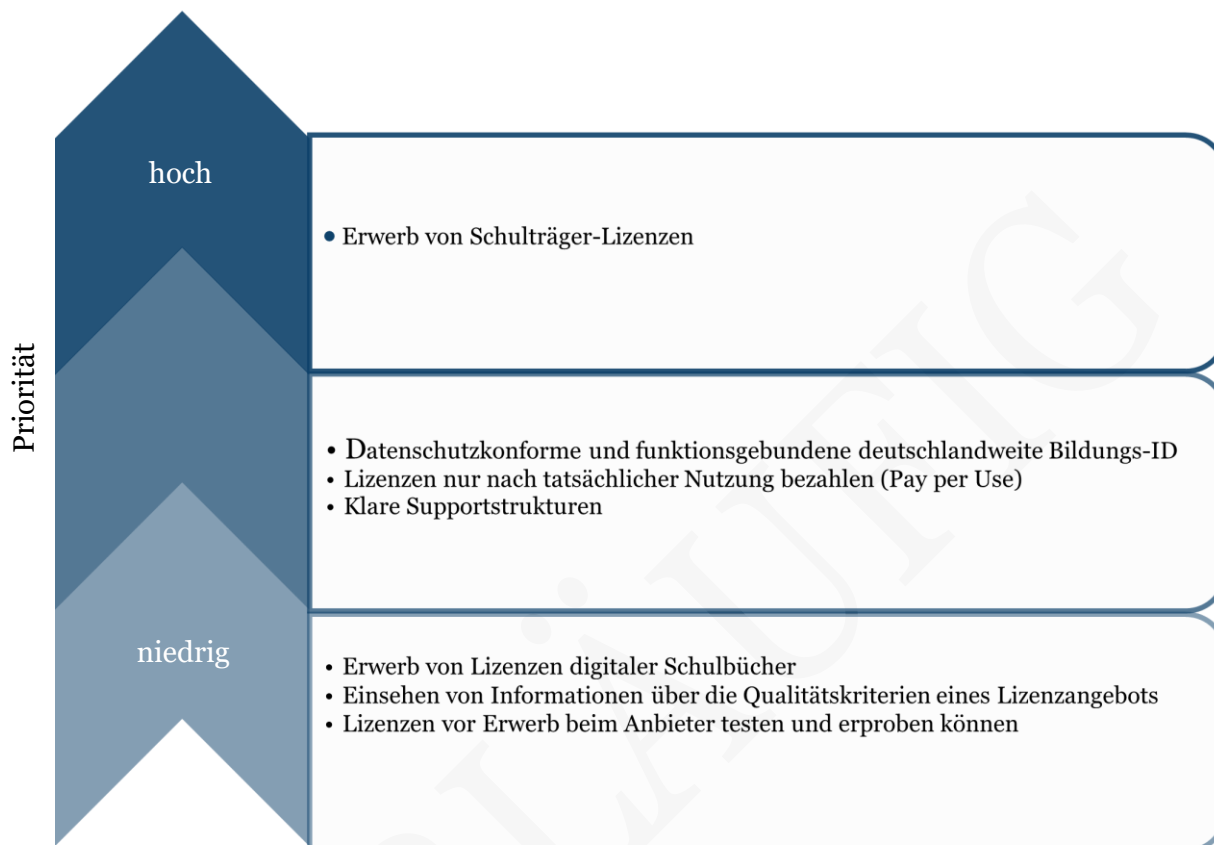 Priorität
hoch
• Erwerb von Schulträger-Lizenzen
• Datenschutzkonforme und funktionsgebundene deutschlandweite Bildungs-ID
• Lizenzen nur nach tatsächlicher Nutzung bezahlen (Pay per Use)
• Klare Supportstrukturen
niedrig
• Erwerb von Lizenzen digitaler Schulbücher
• Einsehen von Informationen über die Qualitätskriterien eines Lizenzangebots
• Lizenzen vor Erwerb beim Anbieter testen und erproben können